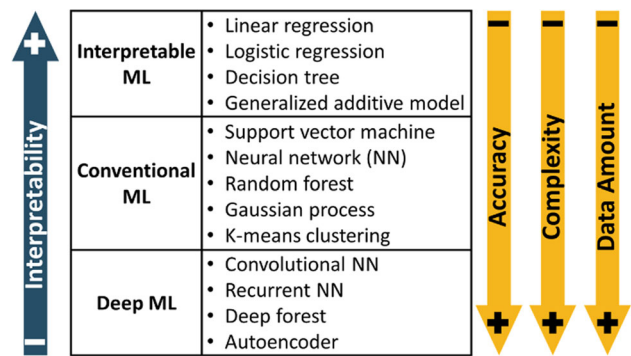 Interpretability
Interpretable
ML
• Linear regression
• Logistic regression
• Decision tree
• Generalized additive model
Conventional
ML
• Support vector machine
• Neural network (NN)
• Random forest
• Gaussian process
• K-means clustering
Deep ML
• Convolutional NN
• Recurrent NN
• Deep forest
• Autoencoder
Accuracy
Complexity
Data Amount